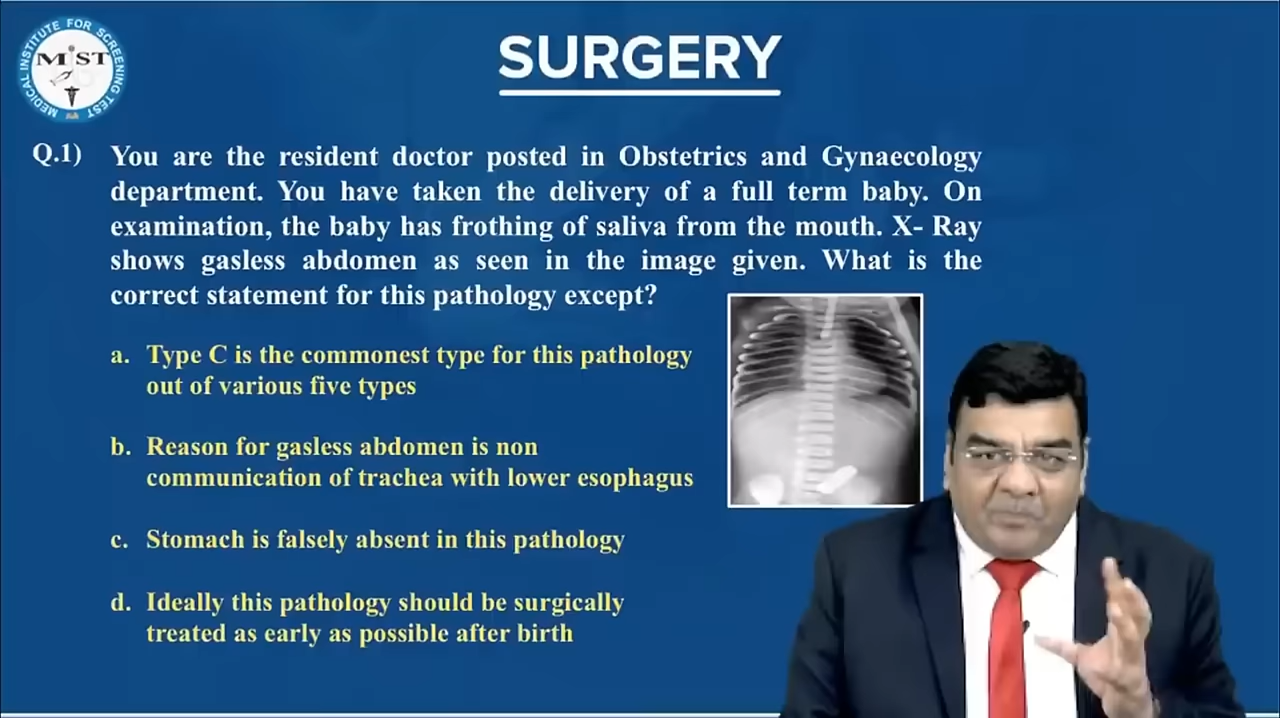 MEDICAL INSTITUTE FOR SCREENING TEST
MIST
SURGERY
Q.1) You are the resident doctor posted in Obstetrics and Gynaecology
department. You have taken the delivery of a full term baby. On
examination, the baby has frothing of saliva from the mouth. X- Ray
shows gasless abdomen as seen in the image given. What is the
correct statement for this pathology except?
a. Type C is the commonest type for this pathology
out of various five types
b. Reason for gasless abdomen is non
communication of trachea with lower esophagus
c. Stomach is falsely absent in this pathology
d. Ideally this pathology should be surgically
treated as early as possible after birth